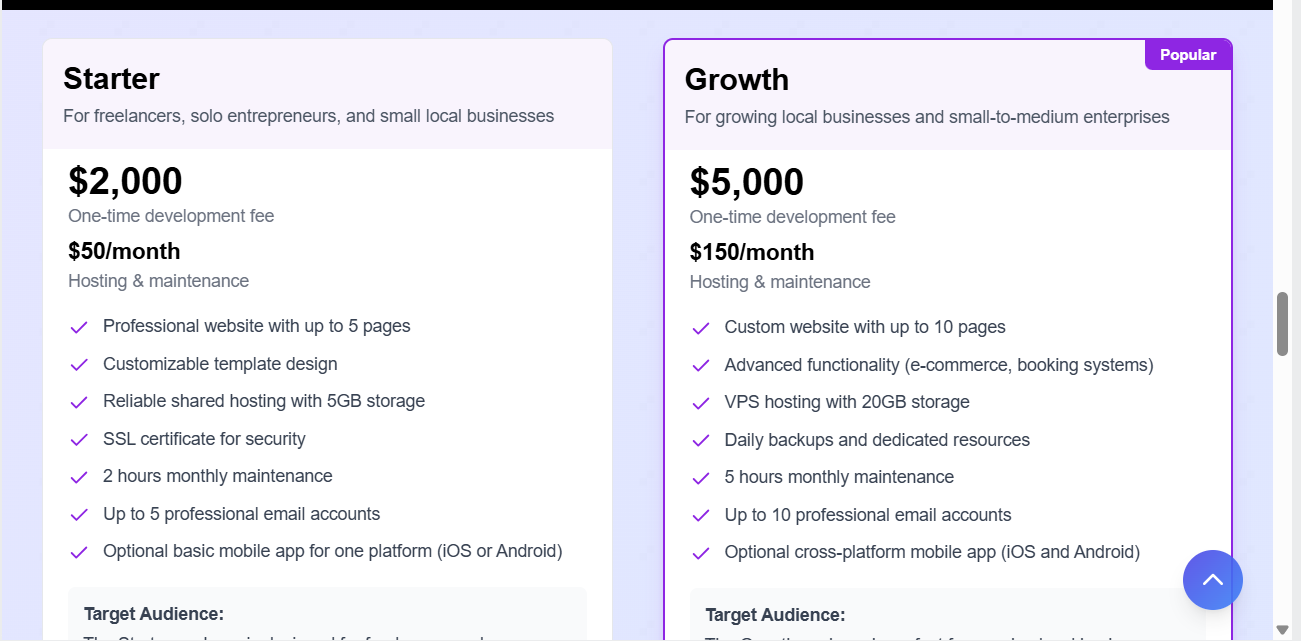 Starter
For freelancers, solo entrepreneurs, and small local businesses
$2,000
One-time development fee
$50/month
Hosting & maintenance
Professional website with up to 5 pages
Customizable template design
Reliable shared hosting with 5GB storage
SSL certificate for security
2 hours monthly maintenance
Up to 5 professional email accounts
Optional basic mobile app for one platform (iOS or Android)
Target Audience:
Popular
Growth
For growing local businesses and small-to-medium enterprises
$5,000
One-time development fee
$150/month
Hosting & maintenance
Custom website with up to 10 pages
Advanced functionality (e-commerce, booking systems)
VPS hosting with 20GB storage
Daily backups and dedicated resources
5 hours monthly maintenance
Up to 10 professional email accounts
Optional cross-platform mobile app (iOS and Android)
Target Audience: